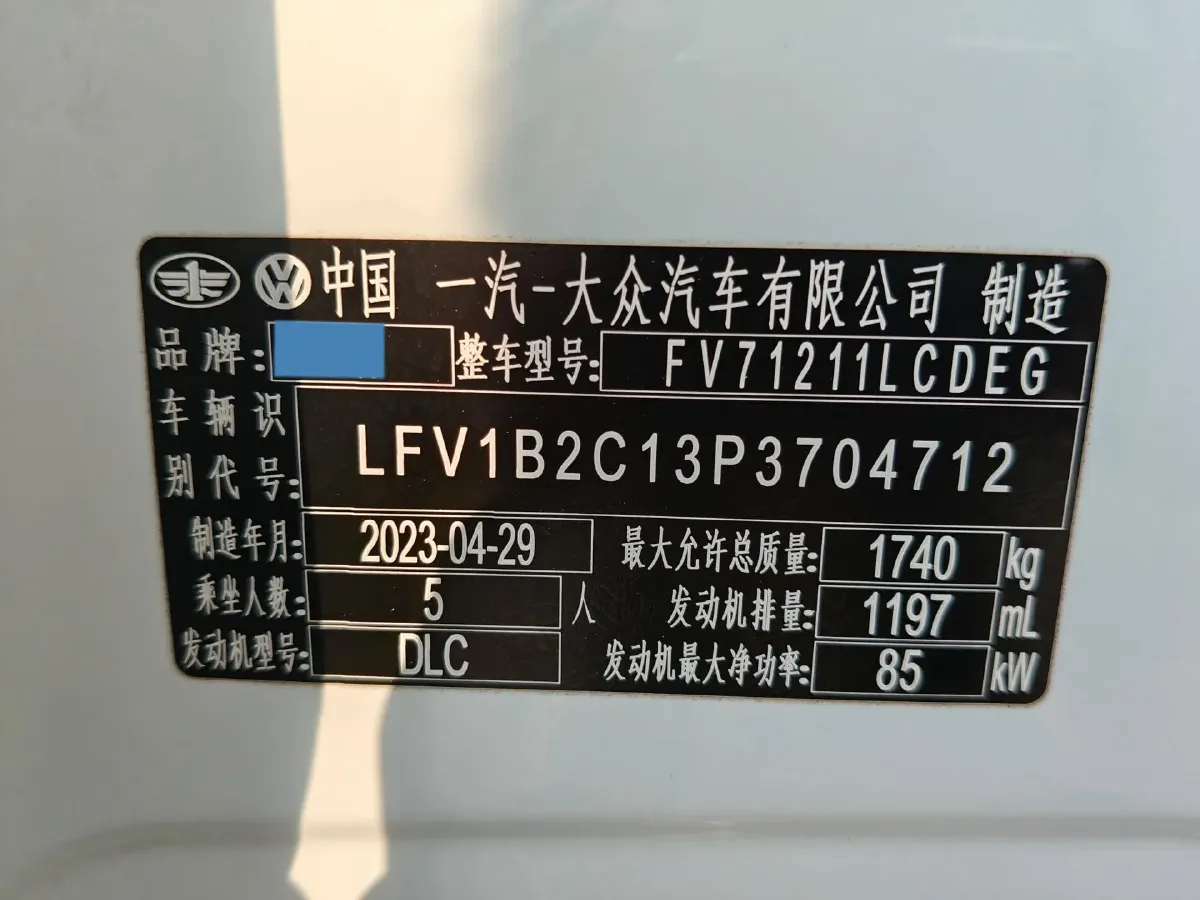 中国 一汽-大众汽车有限公司 制造
品牌: 整车型号: FV71211LCDEG
车辆识别代号: LFV1B2C13P3704712
制造年月: 2023-04-29 最大允许总质量: 1740 kg
乘坐人数: 5 人 发动机排量: 1197 mL
发动机型号: DLC 发动机最大净功率: 85 kW